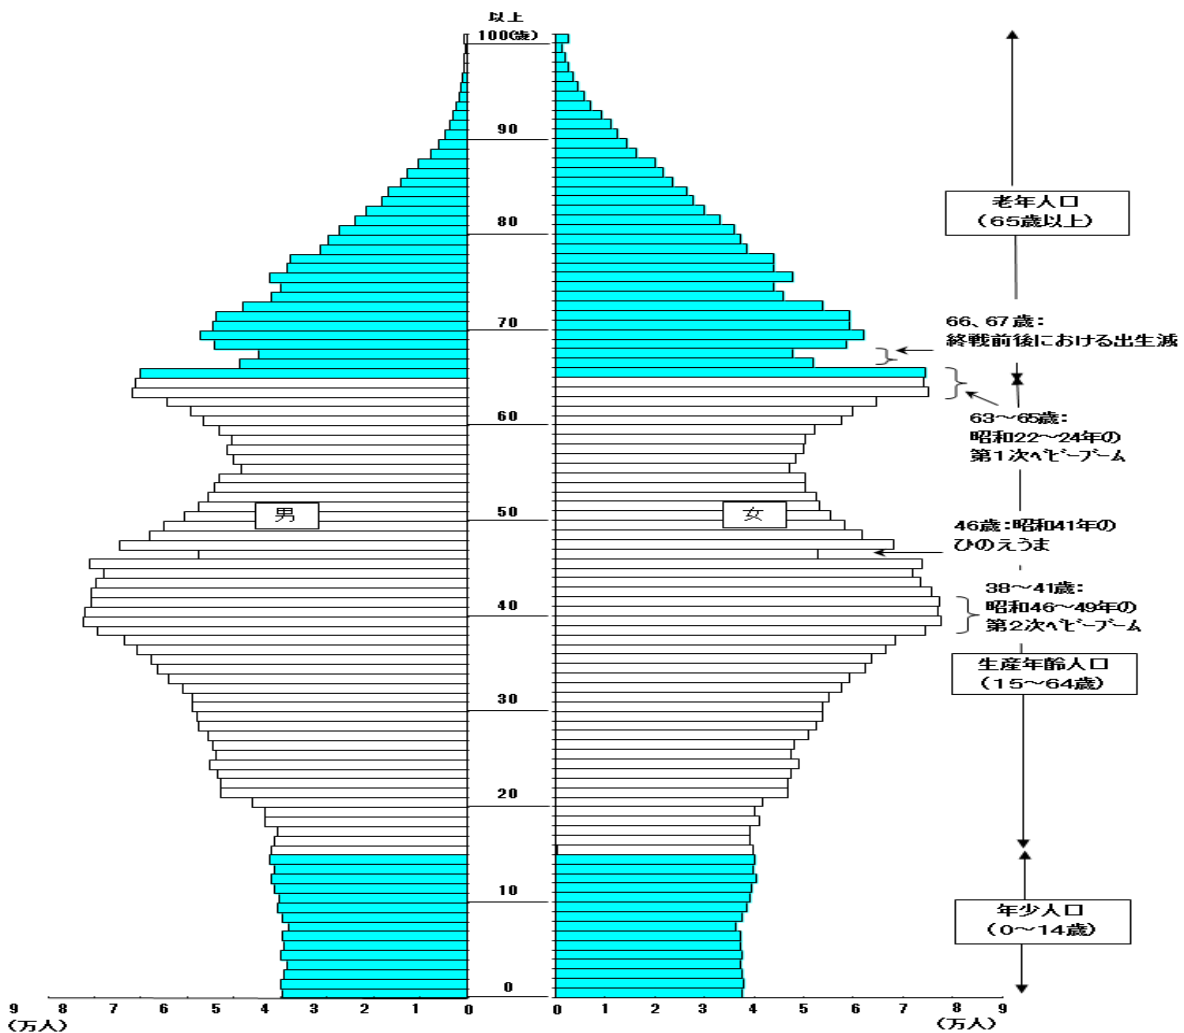 以上
100(歳)
90
80
70
60
50
40
30
20
10
0
男
女
老年人口
(65歳以上)
66、67歳:
終戦前後における出生減
63～65歳:
昭和22～24年の
第1次ベビーブーム
46歳:昭和41年の
ひのえうま
38～41歳:
昭和46～49年の
第2次ベビーブーム
生産年齢人口
(15～64歳)
年少人口
(0～14歳)
9 8 7 6 5 4 3 2 1 0
(万人)
0 1 2 3 4 5 6 7 8 9
(万人)